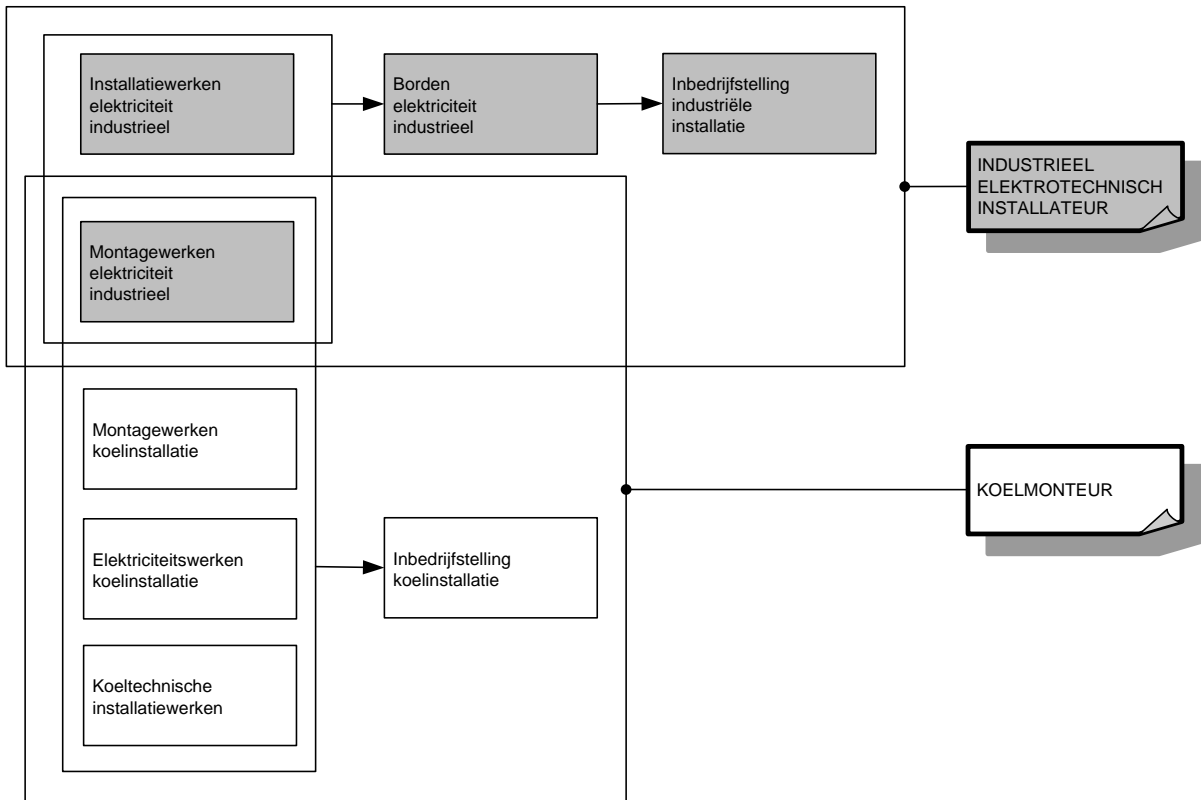 Installatiewerken
elektriciteit
industrieel
Borden
elektriciteit
industrieel
Inbedrijfstelling
industriële
installatie
INDUSTRIEEL
ELEKTROTECHNISCH
INSTALLATEUR
Montagewerken
elektriciteit
industrieel
Montagewerken
koelinstallatie
KOELMONTEUR
Elektriciteitswerken
koelinstallatie
Inbedrijfstelling
koelinstallatie
Koeltechnische
installatiewerken